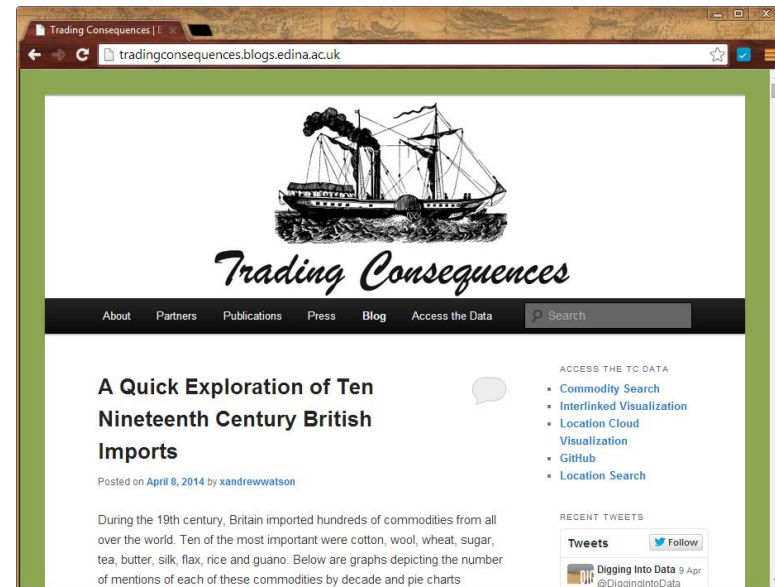 Trading Consequences | E
tradingconsequences.blogs.edina.ac.uk
Trading Consequences
About Partners Publications Press Blog Access the Data Search
A Quick Exploration of Ten
Nineteenth Century British
Imports
Posted on April 8, 2014 by xandrewwatson
During the 19th century, Britain imported hundreds of commodities from all
over the world. Ten of the most important were cotton, wool, wheat, sugar,
tea, butter, silk, flax, rice and guano. Below are graphs depicting the number
of mentions of each of these commodities by decade and pie charts
ACCESS THE TC DATA
Commodity Search
Interlinked Visualization
Location Cloud
Visualization
GitHub
Location Search
RECENT TWEETS
Tweets Follow
Digging Into Data 9 Apr
@DiggingIntoData